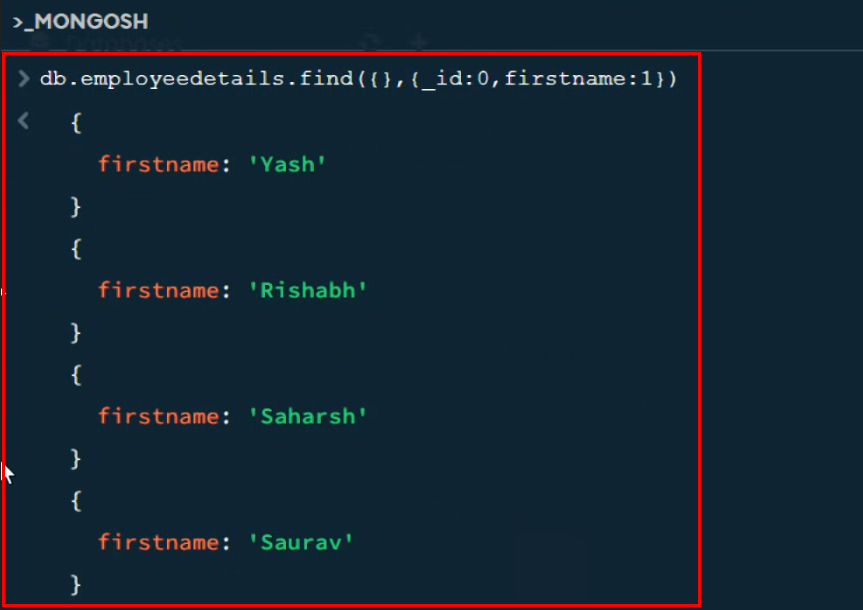 >_MONGOSH
> db.employeedetails.find({},{_id:0,firstname:1})
< {
firstname: 'Yash'
}
{
firstname: 'Rishabh'
}
{
firstname: 'Saharsh'
}
{
firstname: 'Saurav'
}